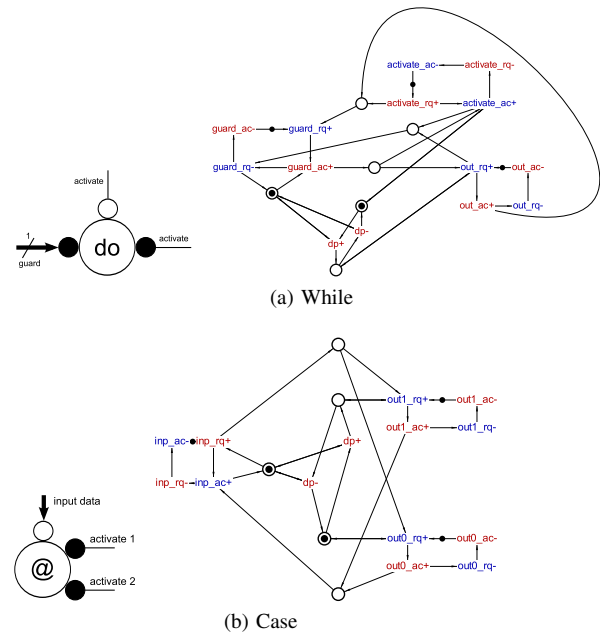 activate_ac-
activate_rq-
activate_rq+
activate_ac+
guard_ac-
guard_rq+
guard_rq-
guard_ac+
out_rq+
out_ac-
out_ac+
out_rq-
dp-
dp+
activate
1
guard
do
activate
(a) While
out1_rq+
out1_ac-
out1_ac+
out1_rq-
inp_ac-
inp_rq+
dp+
inp_rq-
inp_ac+
dp-
input data
activate 1
@
activate 2
out0_rq+
out0_ac-
out0_ac+
out0_rq-
(b) Case